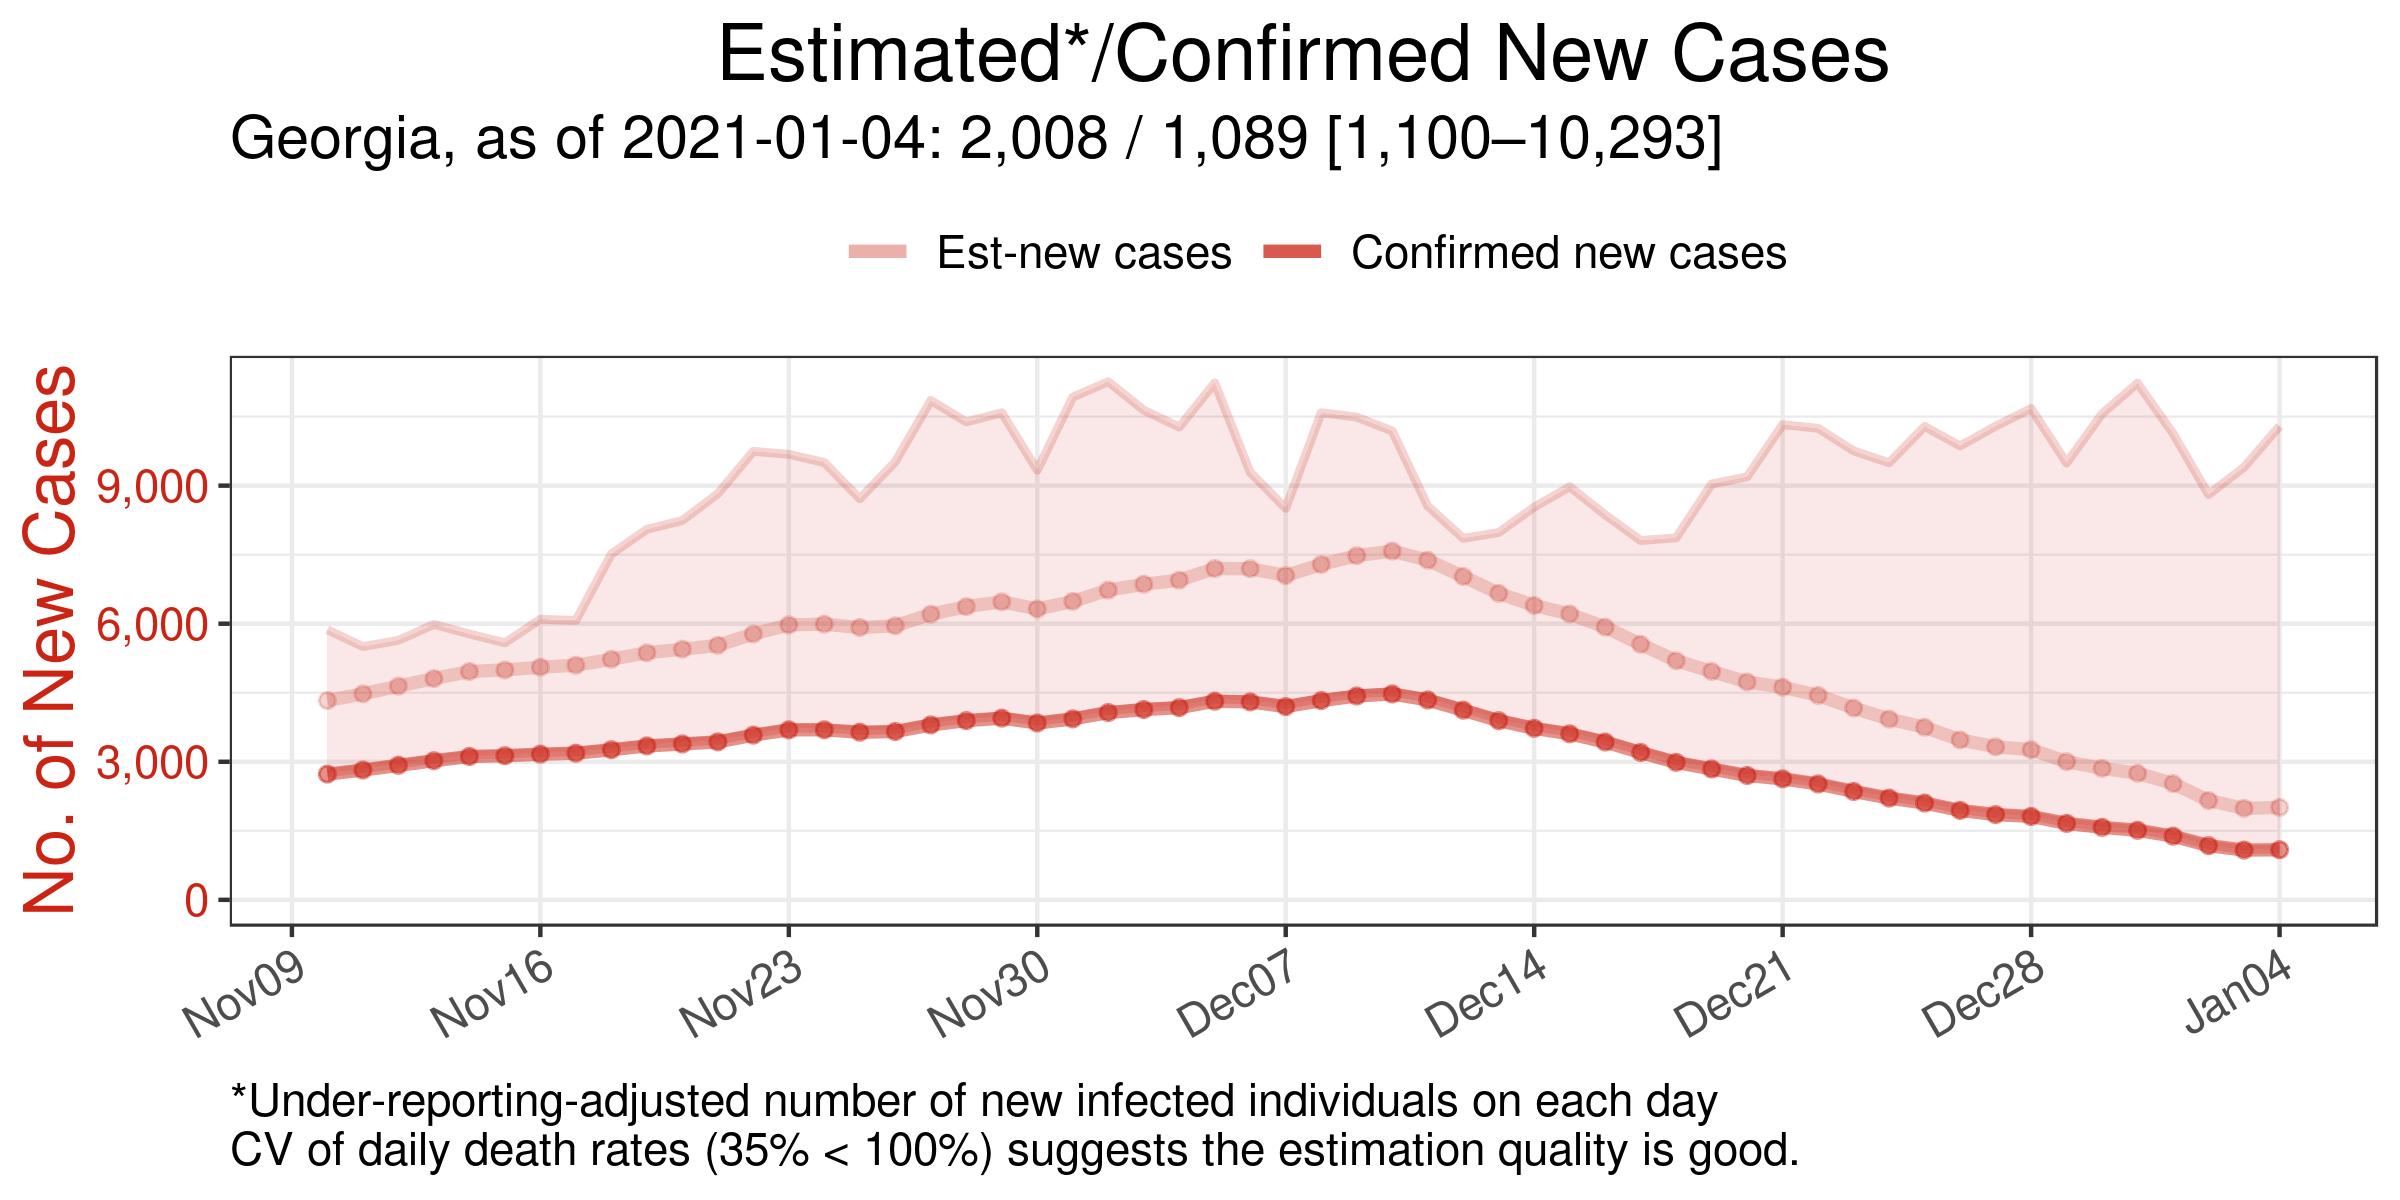 Estimated*/Confirmed New Cases
Georgia, as of 2021-01-04: 2,008 / 1,089 [1,100–10,293]
Est-new cases
Confirmed new cases
No. of New Cases
9,000
6,000
3,000
0
Nov09
Nov16
Nov23
Nov30
Dec07
Dec14
Dec21
Dec28
Jan04
*Under-reporting-adjusted number of new infected individuals on each day
CV of daily death rates (35% < 100%) suggests the estimation quality is good.